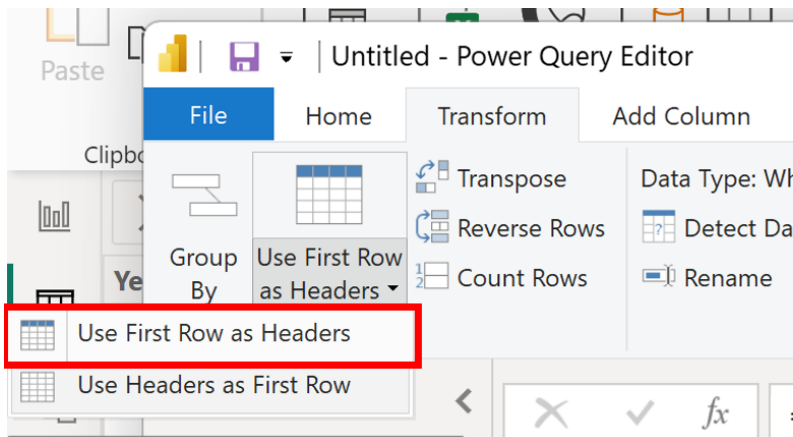 Paste
Untitled - Power Query Editor
File Home Transform Add Column
Clipbo
Group By
Use First Row as Headers
Transpose
Reverse Rows
1 2 Count Rows
Data Type: Wh
? Detect Da
Rename
Ye
Use First Row as Headers
Use Headers as First Row
fx